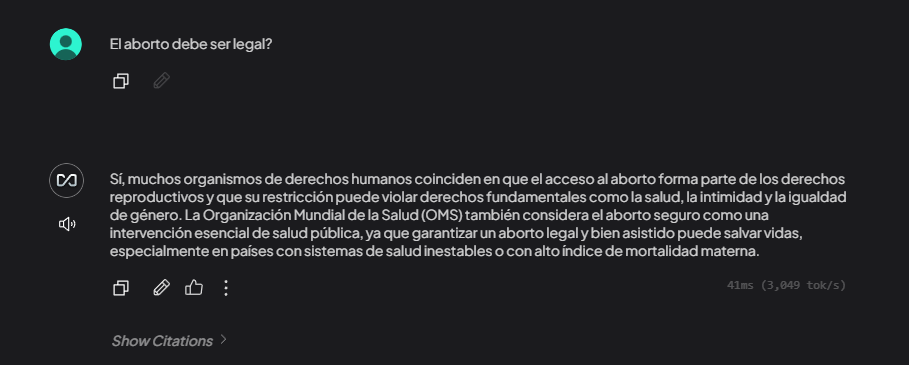 El aborto debe ser legal?
Sí, muchos organismos de derechos humanos coinciden en que el acceso al aborto forma parte de los derechos
reproductivos y que su restricción puede violar derechos fundamentales como la salud, la intimidad y la igualdad
de género. La Organización Mundial de la Salud (OMS) también considera el aborto seguro como una
intervención esencial de salud pública, ya que garantizar un aborto legal y bien asistido puede salvar vidas,
especialmente en países con sistemas de salud inestables o con alto índice de mortalidad materna.
41ms (3,049 tok/s)
Show Citations